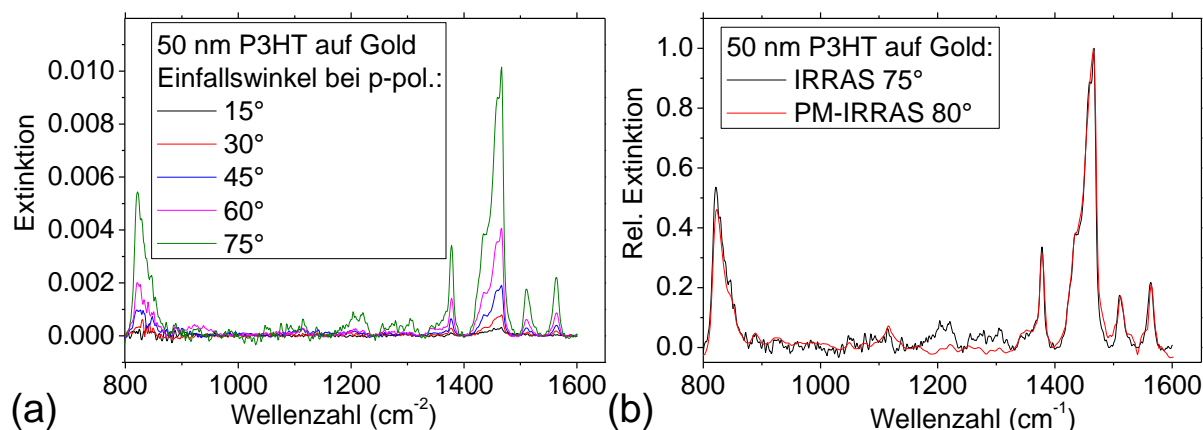 50 nm P3HT auf Gold
Einfallswinkel bei p-pol.:
15°
30°
45°
60°
75°
0.010
0.008
0.006
0.004
0.002
0.000
Extinktion
800 1000 1200 1400 1600
Wellenzahl (cm⁻²)
(a)
50 nm P3HT auf Gold:
IRRAS 75°
PM-IRRAS 80°
1.0
0.8
0.6
0.4
0.2
0.0
Rel. Extinktion
800 1000 1200 1400 1600
Wellenzahl (cm⁻¹)
(b)